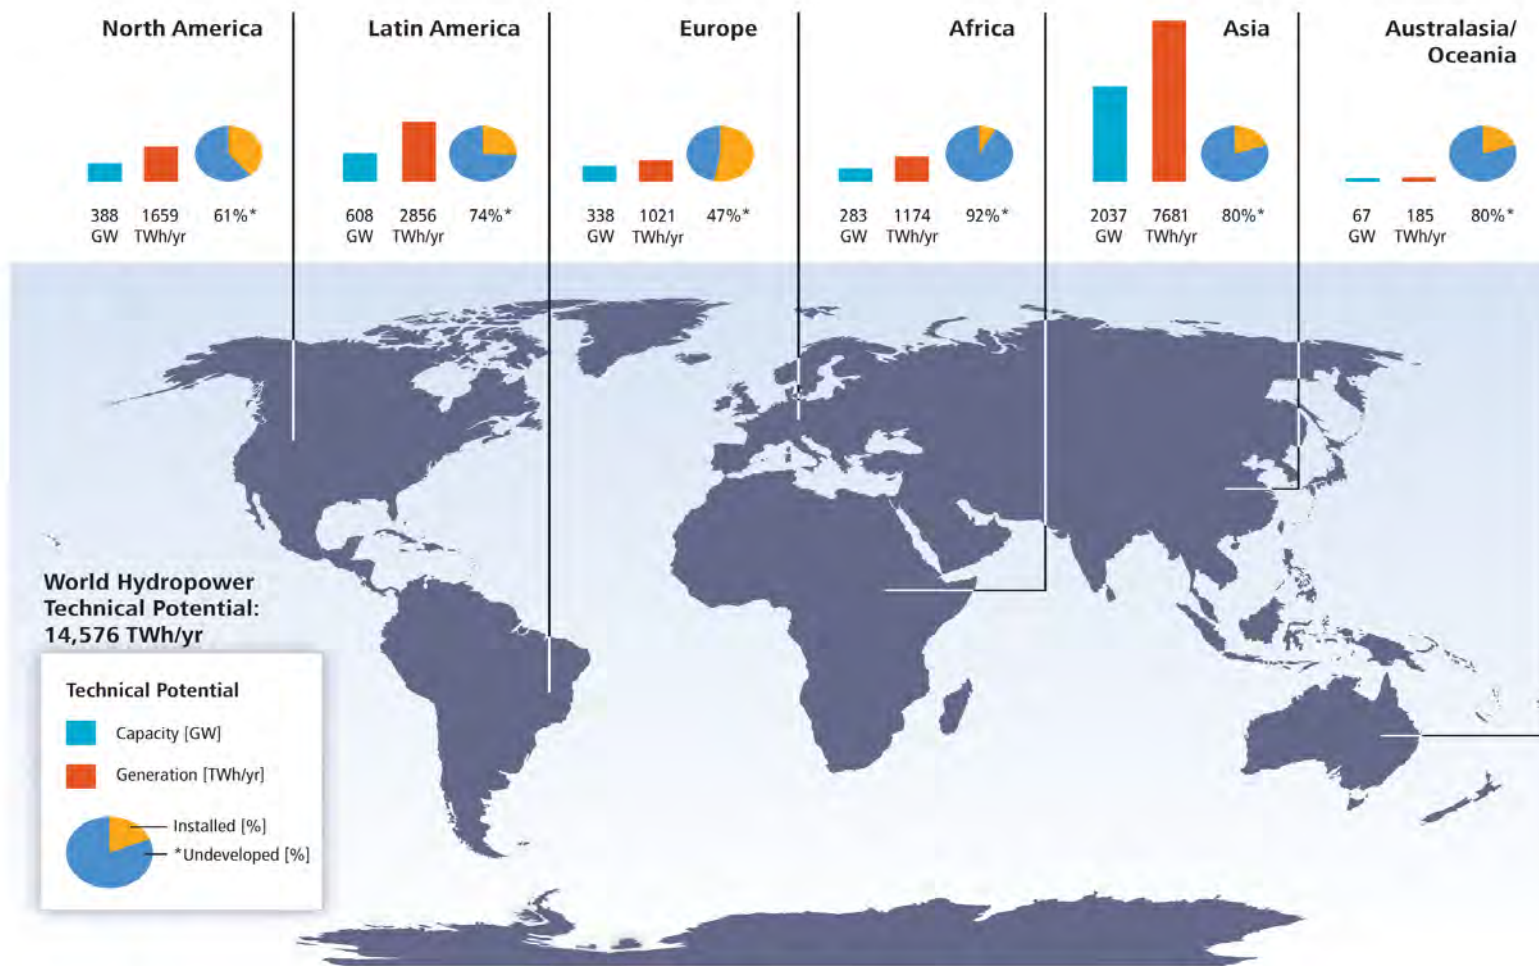 North America
Latin America
Europe
Africa
Asia
Australasia/
Oceania
388
GW
1659
TWh/yr
61%*
608
GW
2856
TWh/yr
74%*
338
GW
1021
TWh/yr
47%*
283
GW
1174
TWh/yr
92%*
2037
GW
7681
TWh/yr
80%*
67
GW
185
TWh/yr
80%*
World Hydropower
Technical Potential:
14,576 TWh/yr
Technical Potential
Capacity [GW]
Generation [TWh/yr]
Installed [%]
*Undeveloped [%]